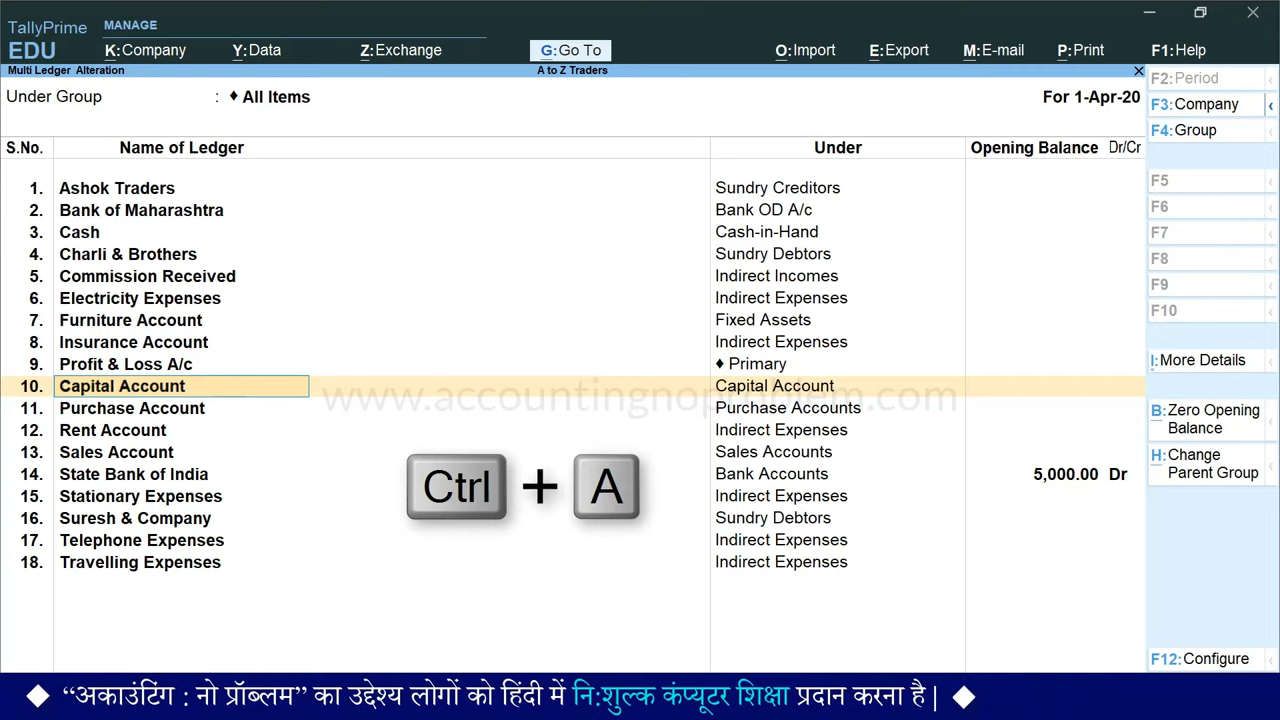 TallyPrime MANAGE
EDU K:Company Y:Data Z:Exchange G:Go To O:Import E:Export M:E-mail P:Print F1:Help
Multi Ledger Alteration A to Z Traders
Under Group : ♦ All Items For 1-Apr-20
S.No. Name of Ledger Under Opening Balance Dr/Cr
1. Ashok Traders Sundry Creditors
2. Bank of Maharashtra Bank OD A/c
3. Cash Cash-in-Hand
4. Charli & Brothers Sundry Debtors
5. Commission Received Indirect Incomes
6. Electricity Expenses Indirect Expenses
7. Furniture Account Fixed Assets
8. Insurance Account Indirect Expenses
9. Profit & Loss A/c ♦ Primary
10. Capital Account Capital Account
www.accountingnoproblem.com
11. Purchase Account Purchase Accounts
12. Rent Account Indirect Expenses
13. Sales Account Sales Accounts
14. State Bank of India Bank Accounts 5,000.00 Dr
15. Stationary Expenses Indirect Expenses
16. Suresh & Company Sundry Debtors
17. Telephone Expenses Indirect Expenses
18. Travelling Expenses Indirect Expenses
Ctrl + A
F2:Period
F3:Company
F4:Group
F5
F6
F7
F8
F9
F10
I:More Details
B:Zero Opening
Balance
H:Change
Parent Group
F12:Configure
“अकाउंटिंग : नो प्रॉब्लम” का उद्देश्य लोगों को हिंदी में नि:शुल्क कंप्यूटर शिक्षा प्रदान करना है |